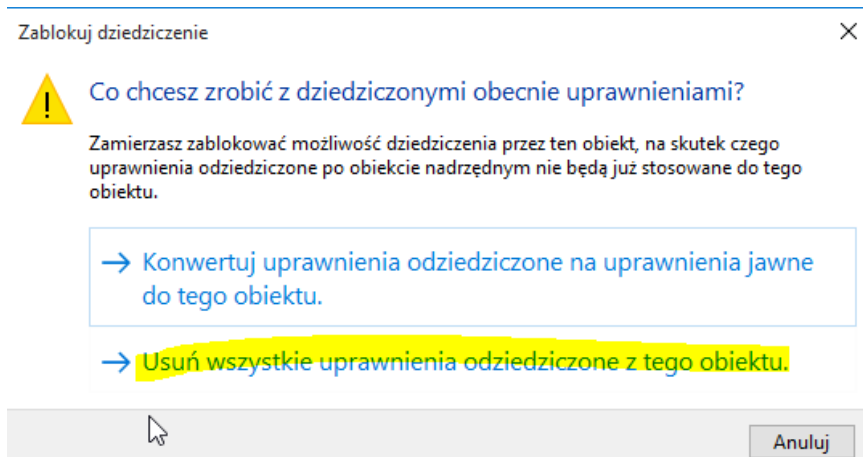 Zablokuj dziedziczenie
Co chcesz zrobić z dziedziczonymi obecnie uprawnieniami?
Zamierzasz zablokować możliwość dziedziczenia przez ten obiekt, na skutek czego
uprawnienia odziedziczone po obiekcie nadrzędnym nie będą już stosowane do tego
obiektu.
Konwertuj uprawnienia odziedziczone na uprawnienia jawne
do tego obiektu.
Usuń wszystkie uprawnienia odziedziczone z tego obiektu.
Anuluj